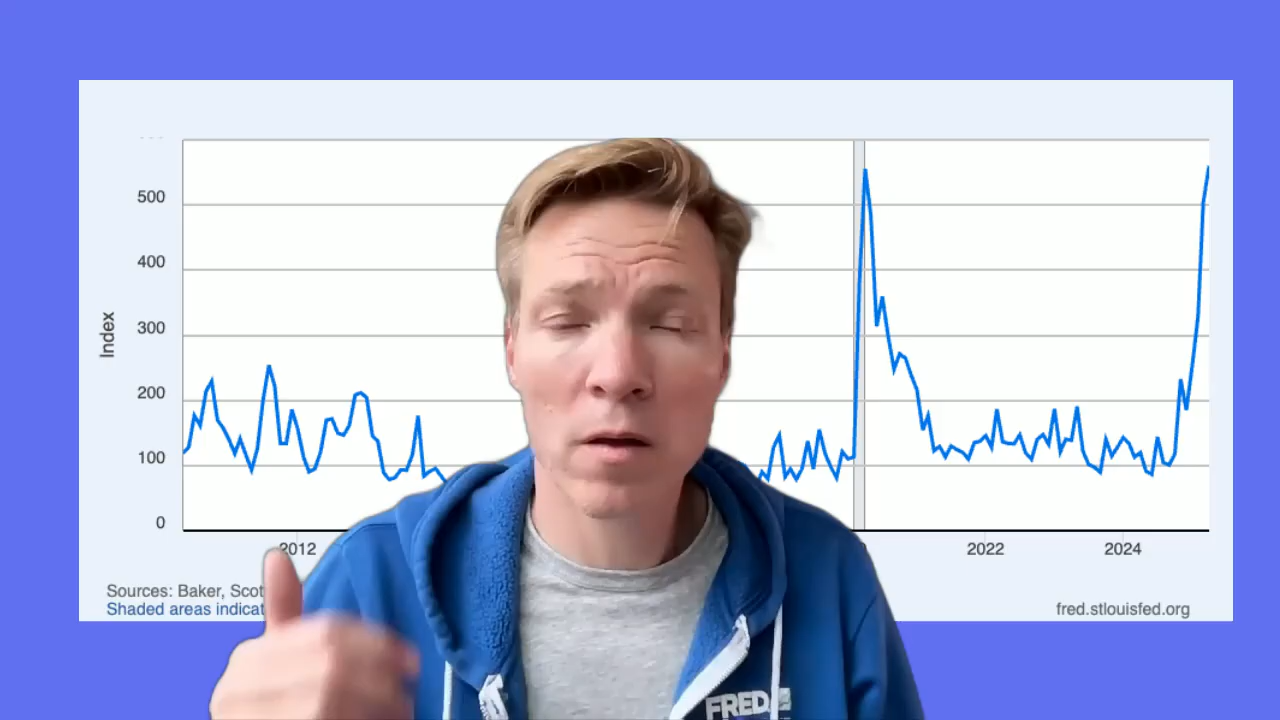 500
400
Index
300
200
100
0
2012
2022
2024
Sources: Baker, Scot
Shaded areas indicat
fred.stlouisfed.org
FRED